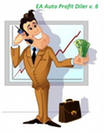 EA Auto Profit Diler v. 6